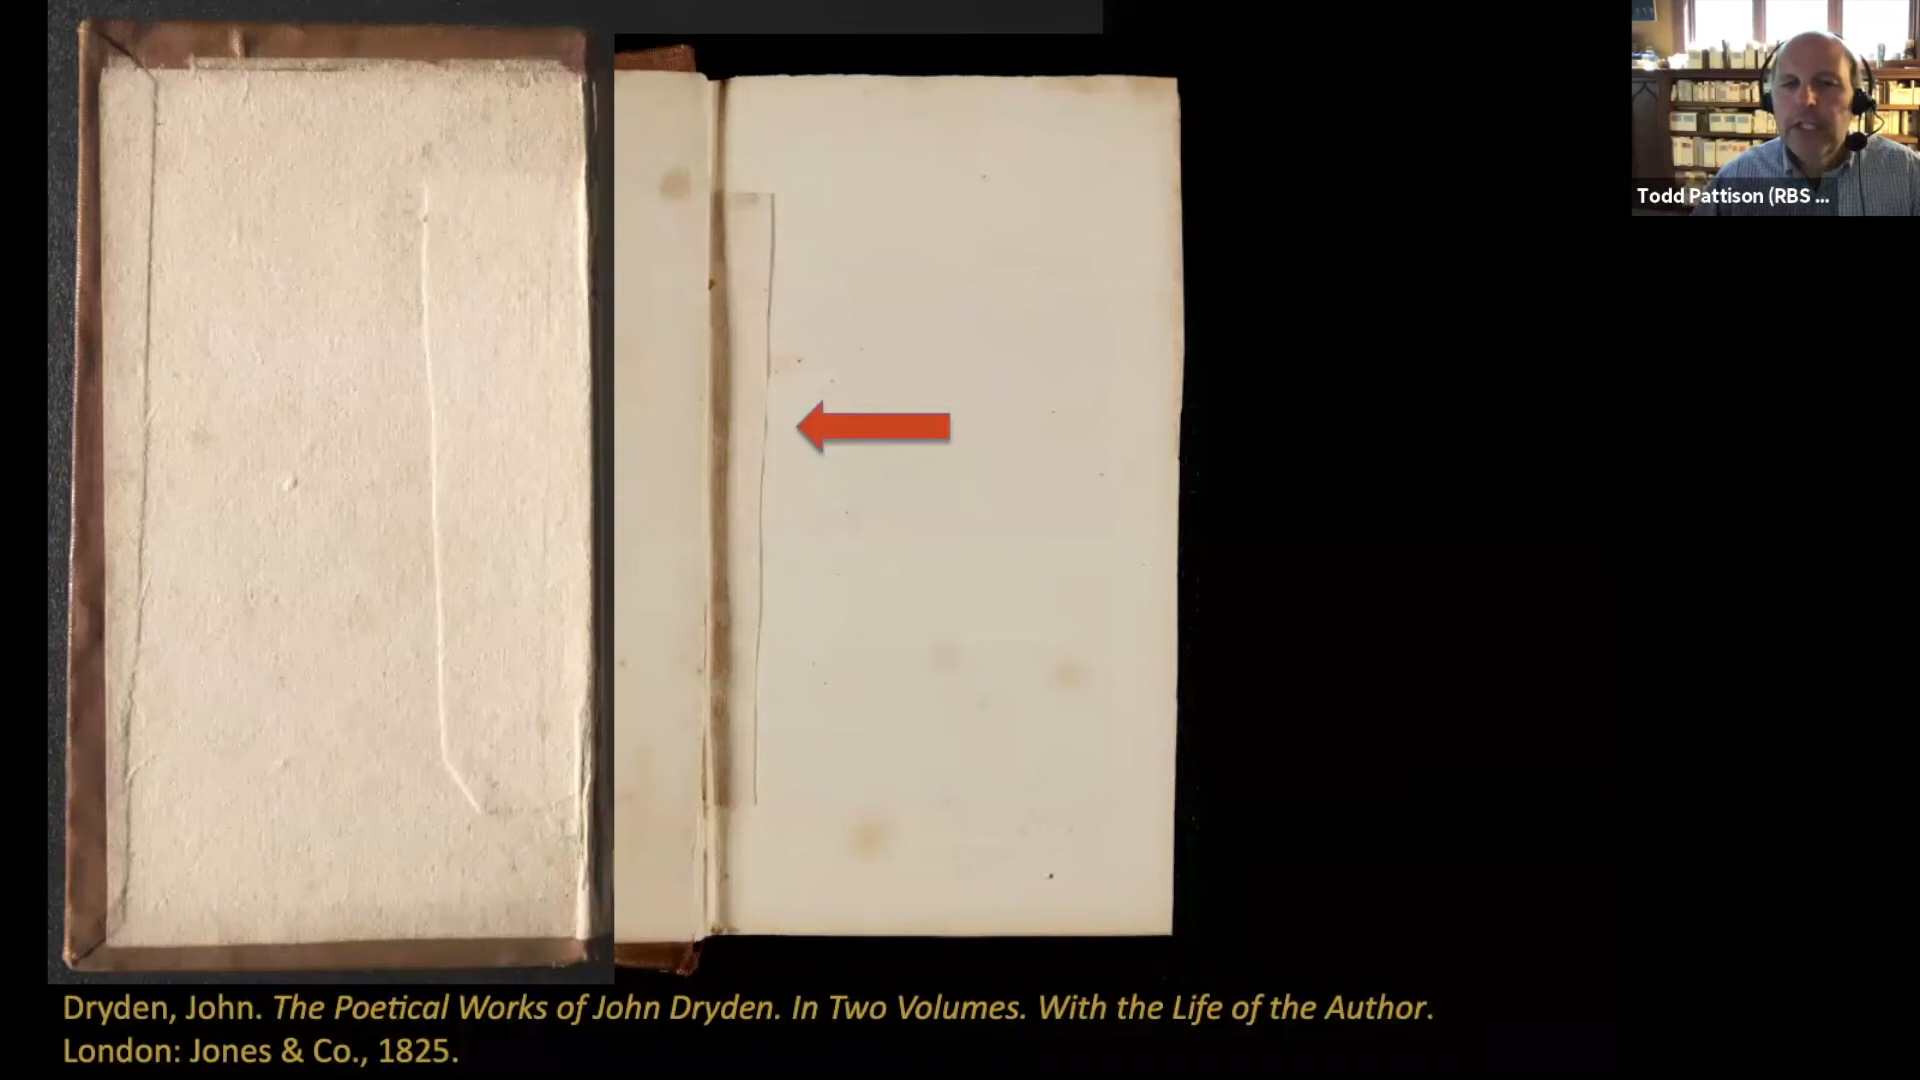 Todd Pattison (RBS ...
Dryden, John. The Poetical Works of John Dryden. In Two Volumes. With the Life of the Author.
London: Jones & Co., 1825.